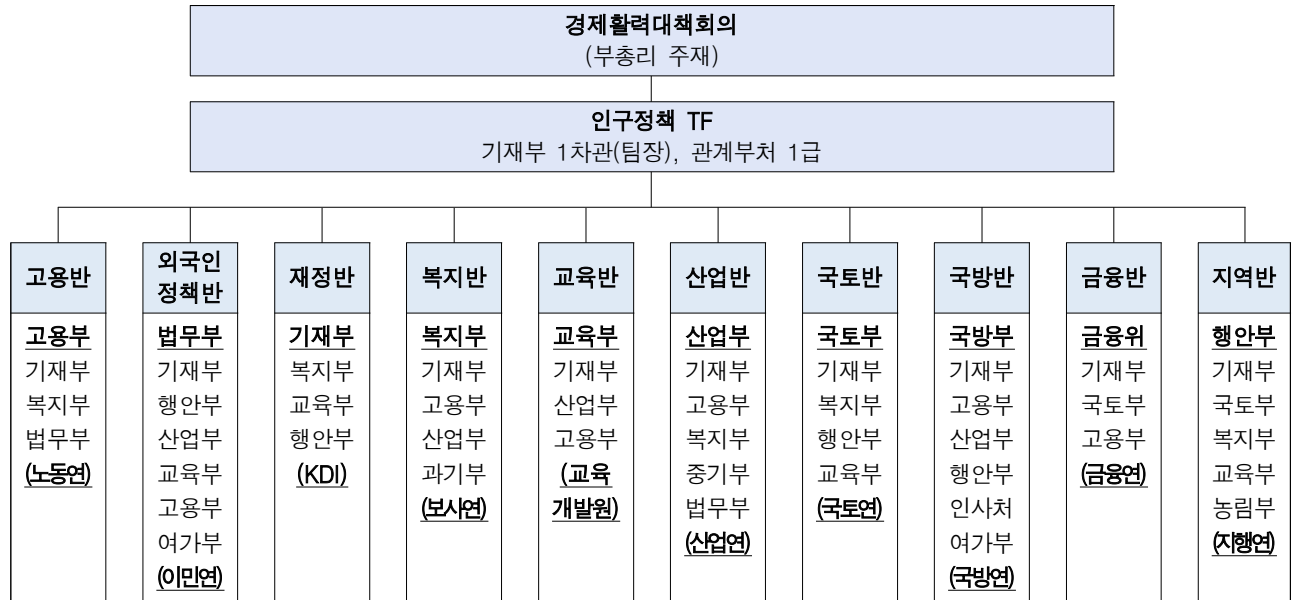 경제활력대책회의
(부총리 주재)
인구정책 TF
기재부 1차관(팀장), 관계부처 1급
고용반
고용부
기재부
복지부
법무부
(노동연)
외국인
정책반
법무부
기재부
행안부
산업부
교육부
고용부
여가부
(이민연)
재정반
기재부
복지부
교육부
행안부
(KDI)
복지반
복지부
기재부
고용부
산업부
과기부
(보사연)
교육반
교육부
기재부
산업부
고용부
(교육
개발원)
산업반
산업부
기재부
고용부
복지부
중기부
법무부
(산업연)
국토반
국토부
기재부
복지부
행안부
교육부
(국토연)
국방반
국방부
기재부
고용부
산업부
행안부
인사처
여가부
(국방연)
금융반
금융위
기재부
국토부
고용부
(금융연)
지역반
행안부
기재부
국토부
복지부
교육부
농림부
(지행연)